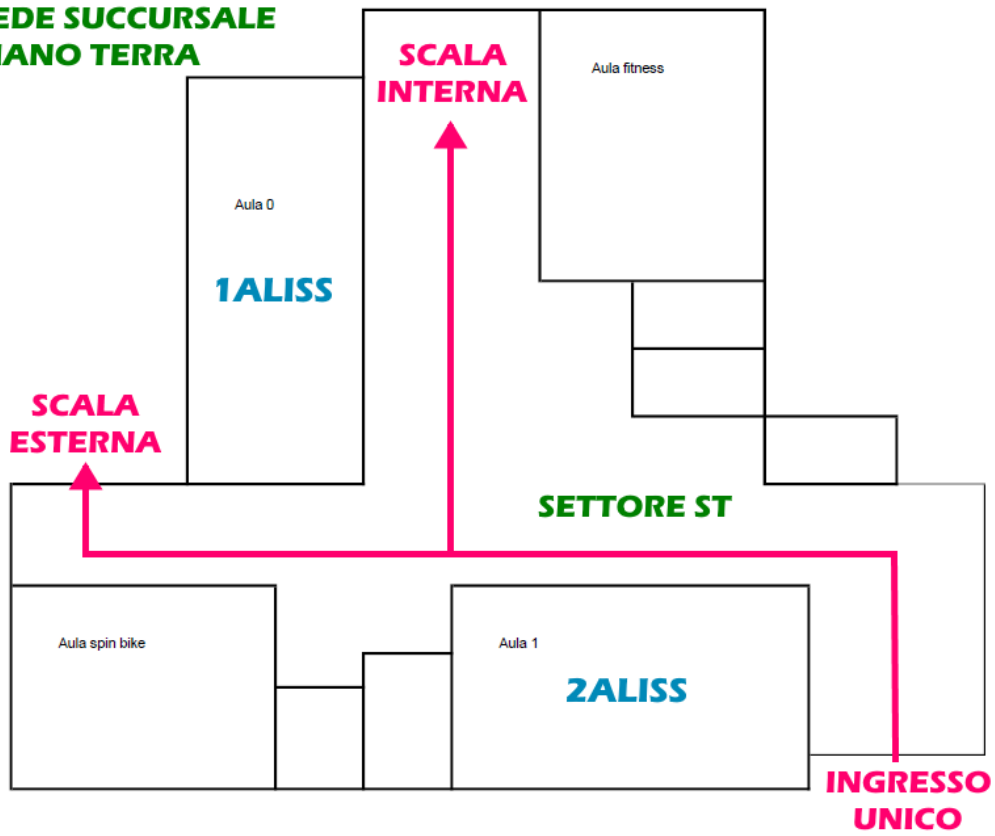 EDE SUCCURSALE
IANO TERRA
SCALA
INTERNA
Aula fitness
Aula 0
1ALISS
SCALA
ESTERNA
SETTORE ST
Aula spin bike
Aula 1
2ALISS
INGRESSO
UNICO